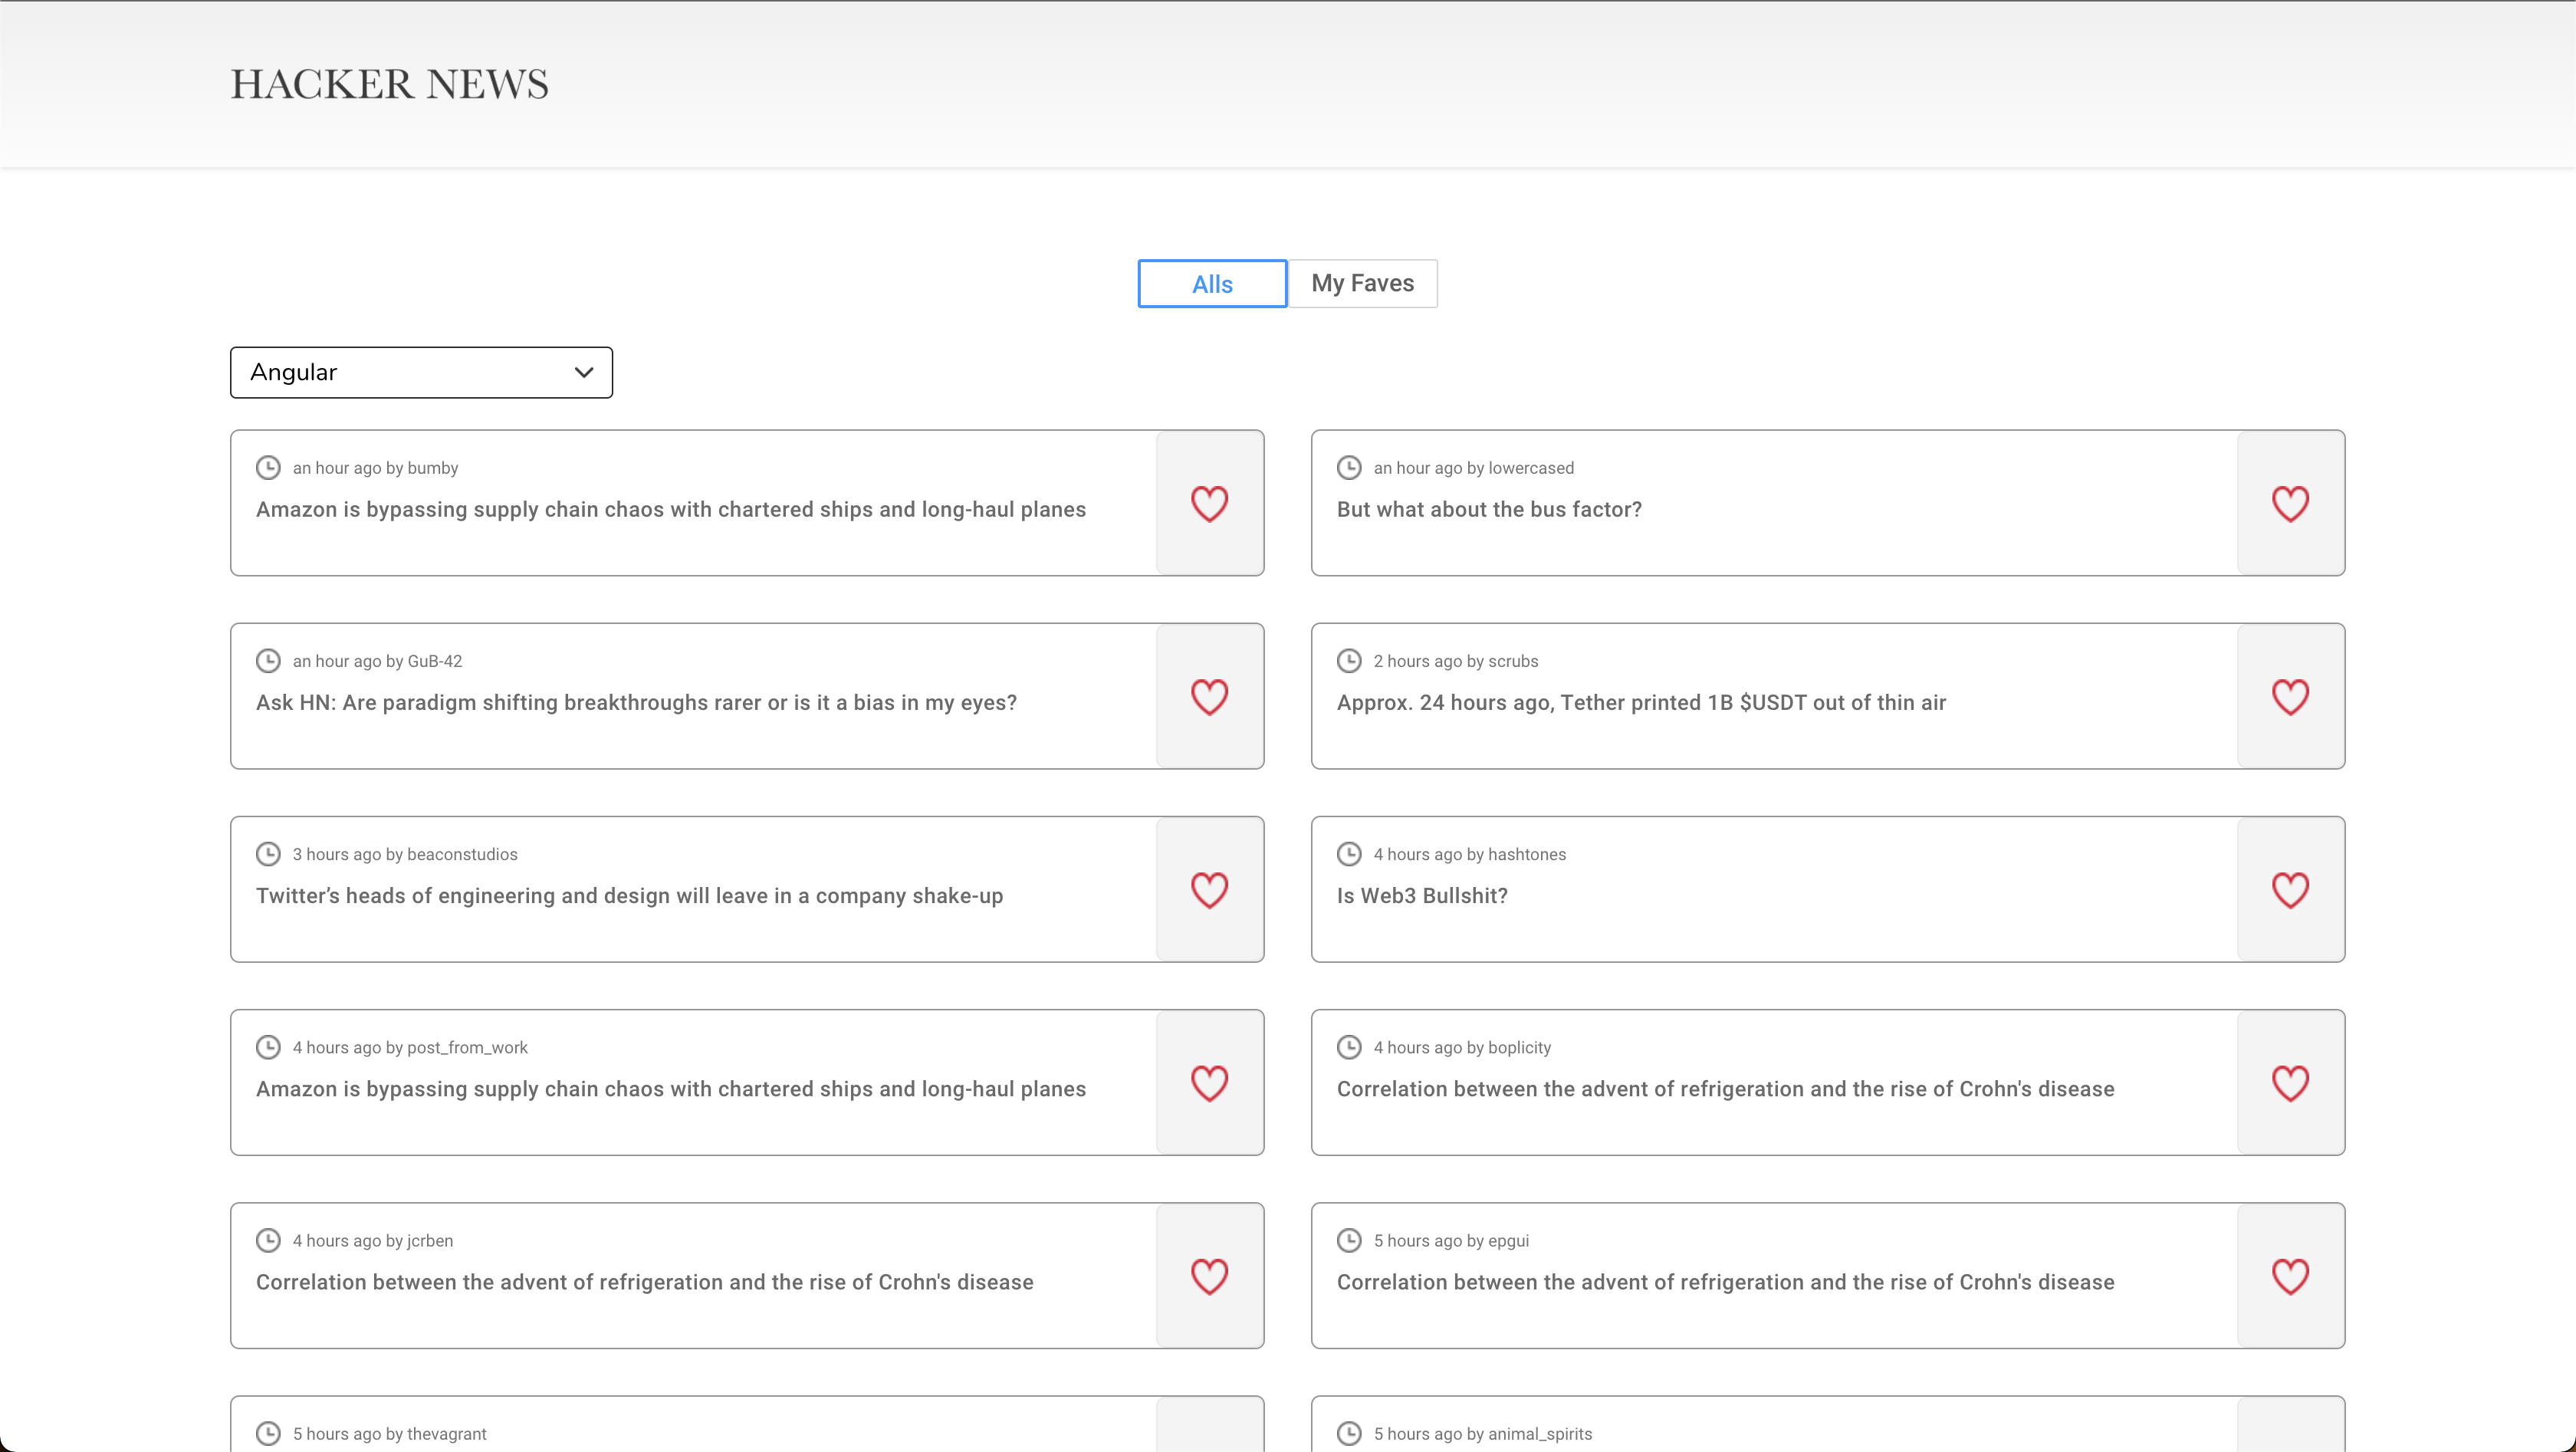 HACKER NEWS
Alls
My Faves
Angular
an hour ago by bumby
Amazon is bypassing supply chain chaos with chartered ships and long-haul planes
an hour ago by lowercased
But what about the bus factor?
an hour ago by GuB-42
Ask HN: Are paradigm shifting breakthroughs rarer or is it a bias in my eyes?
2 hours ago by scrubs
Approx. 24 hours ago, Tether printed 1B $USDT out of thin air
3 hours ago by beaconstudios
Twitter’s heads of engineering and design will leave in a company shake-up
4 hours ago by hashtones
Is Web3 Bullshit?
4 hours ago by post_from_work
Amazon is bypassing supply chain chaos with chartered ships and long-haul planes
4 hours ago by boplicity
Correlation between the advent of refrigeration and the rise of Crohn's disease
4 hours ago by jcrben
Correlation between the advent of refrigeration and the rise of Crohn's disease
5 hours ago by epgui
Correlation between the advent of refrigeration and the rise of Crohn's disease
5 hours ago by thevagrant
5 hours ago by animal_spirits